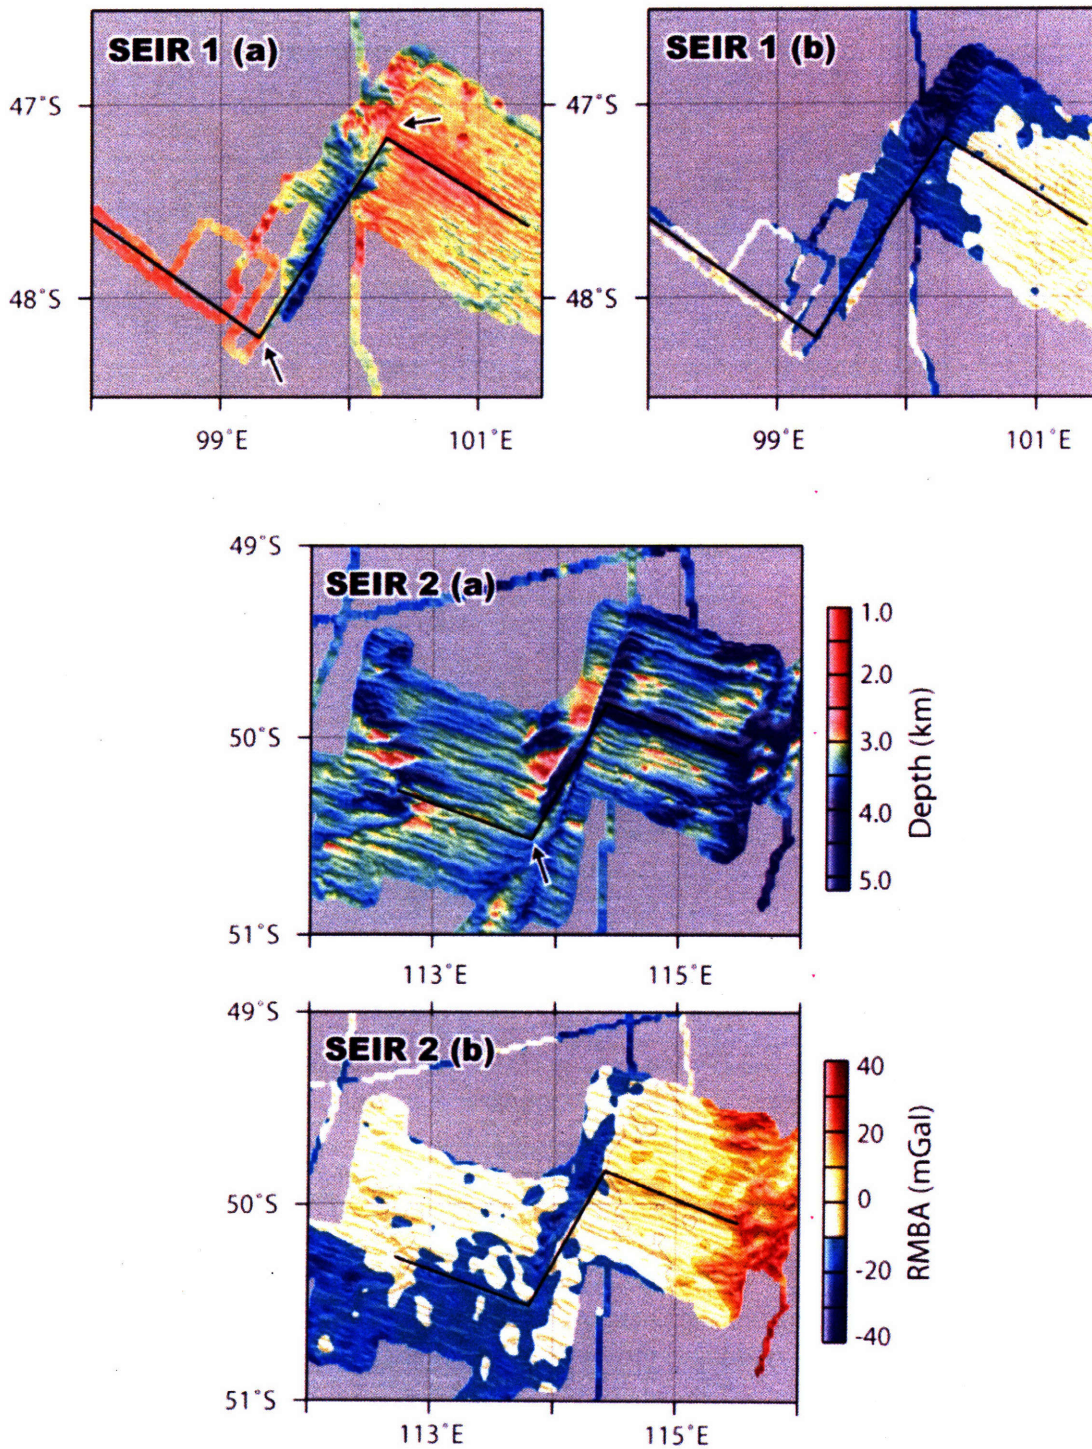 SEIR 1 (a)
47°S
48°S
99°E
101°E
SEIR 1 (b)
47°S
48°S
99°E
101°E
SEIR 2 (a)
49°S
50°S
51°S
113°E
115°E
1.0
2.0
3.0
4.0
5.0
Depth (km)
SEIR 2 (b)
49°S
50°S
51°S
113°E
115°E
40
20
0
-20
-40
RMBA (mGal)